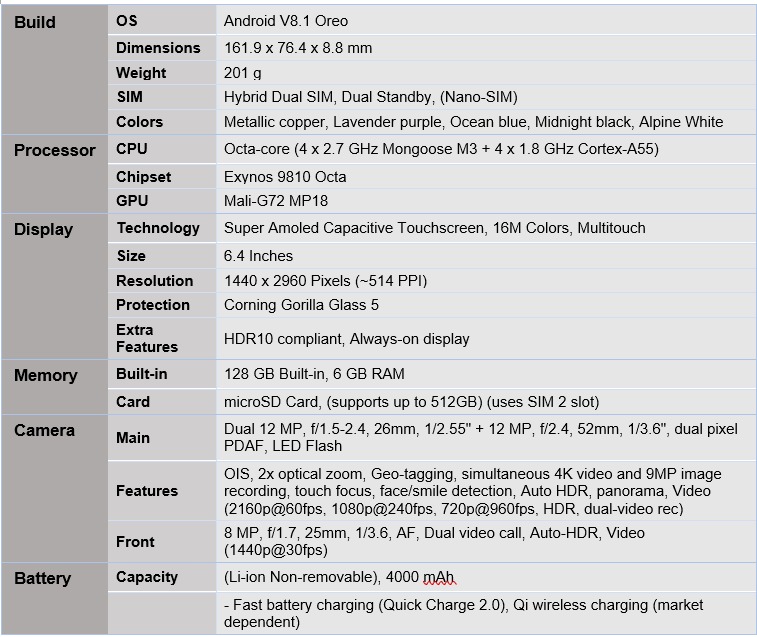 Build OS Android V8.1 Oreo
Dimensions 161.9 x 76.4 x 8.8 mm
Weight 201 g
SIM Hybrid Dual SIM, Dual Standby, (Nano-SIM)
Colors Metallic copper, Lavender purple, Ocean blue, Midnight black, Alpine White
Processor CPU Octa-core (4 x 2.7 GHz Mongoose M3 + 4 x 1.8 GHz Cortex-A55)
Chipset Exynos 9810 Octa
GPU Mali-G72 MP18
Display Technology Super Amoled Capacitive Touchscreen, 16M Colors, Multitouch
Size 6.4 Inches
Resolution 1440 x 2960 Pixels (~514 PPI)
Protection Corning Gorilla Glass 5
Extra
Features HDR10 compliant, Always-on display
Memory Built-in 128 GB Built-in, 6 GB RAM
Card microSD Card, (supports up to 512GB) (uses SIM 2 slot)
Camera Main Dual 12 MP, f/1.5-2.4, 26mm, 1/2.55" + 12 MP, f/2.4, 52mm, 1/3.6", dual pixel
PDAF, LED Flash
Features OIS, 2x optical zoom, Geo-tagging, simultaneous 4K video and 9MP image
recording, touch focus, face/smile detection, Auto HDR, panorama, Video
(2160p@60fps, 1080p@240fps, 720p@960fps, HDR, dual-video rec)
Front 8 MP, f/1.7, 25mm, 1/3.6, AF, Dual video call, Auto-HDR, Video
(1440p@30fps)
Battery Capacity (Li-ion Non-removable), 4000 mAh
- Fast battery charging (Quick Charge 2.0), Qi wireless charging (market
dependent)